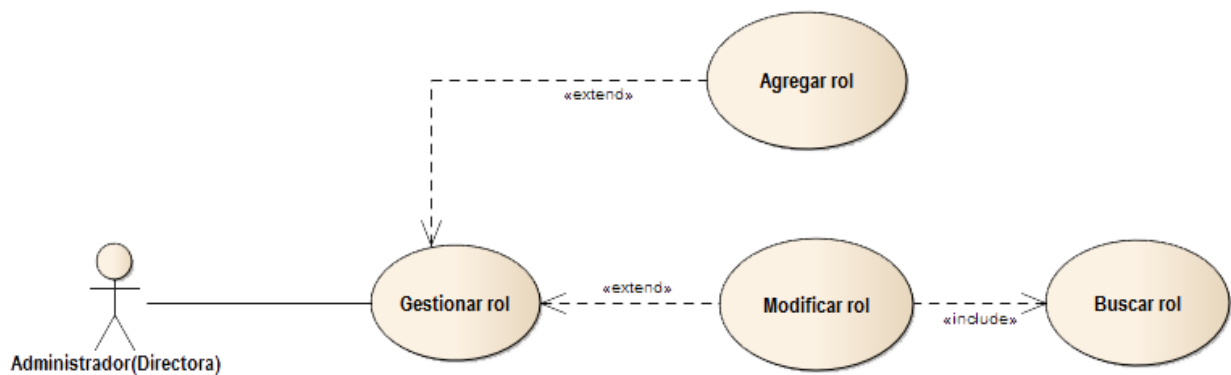 Agregar rol
«extend»
Gestionar rol
«extend»
Modificar rol
«include»
Buscar rol
Administrador(Directora)